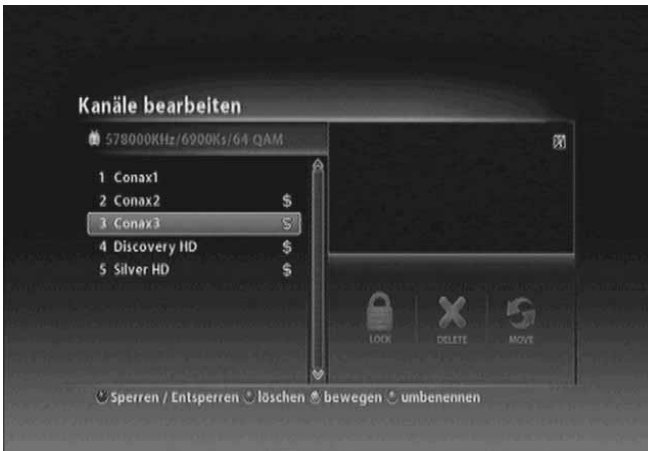 Kanäle bearbeiten
578000KHz/6900Ks/64 QAM
1 Conax1
2 Conax2 $
3 Conax3 $
4 Discovery HD $
5 Silver HD $
LOCK DELETE MOVE
Sperren / Entsperren löschen bewegen umbenennen